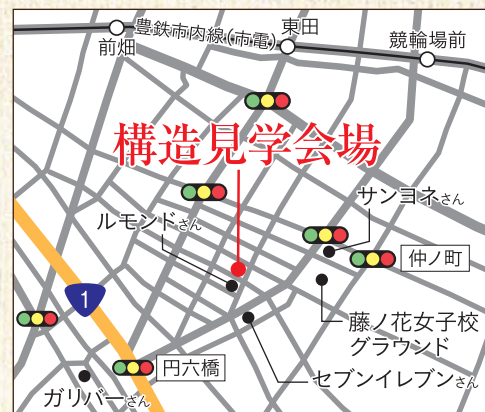 豊鉄市内線(市電)
東田
前畑
競輪場前
構造見学会場
サンヨネさん
ルモンドさん
仲ノ町
1
藤ノ花女子校
グラウンド
円六橋
セブンイレブンさん
ガリバーさん